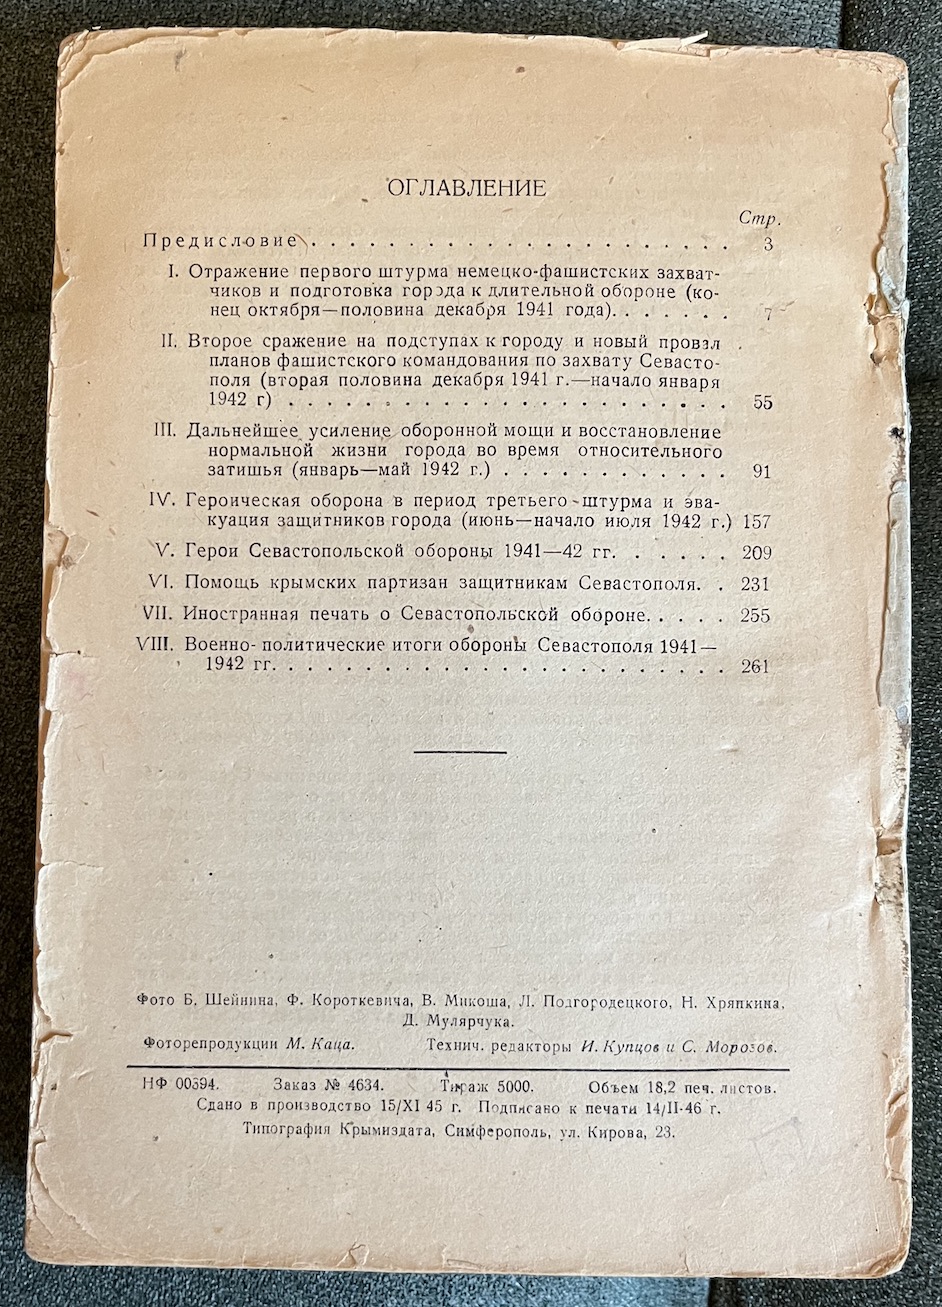 ОГЛАВЛЕНИЕ
Стр.
Предисловие . . . . . . . . . . . . . . . . . . . . . . 3
I. Отражение первого штурма немецко-фашистских захват-
чиков и подготовка города к длительной обороне (ко-
нец октября—половина декабря 1941 года). . . . . . . 7
II. Второе сражение на подступах к городу и новый провал
планов фашистского командования по захвату Севасто-
поля (вторая половина декабря 1941 г.—начало января
1942 г) . . . . . . . . . . . . . . . . . . . . . . . 55
III. Дальнейшее усиление оборонной мощи и восстановление
нормальной жизни города во время относительного
затишья (январь—май 1942 г.) . . . . . . . . . . . . 91
IV. Героическая оборона в период третьего штурма и эва-
куация защитников города (июнь—начало июля 1942 г.) 157
V. Герои Севастопольской обороны 1941—42 гг. . . . . . . 209
VI. Помощь крымских партизан защитникам Севастополя. . 231
VII. Иностранная печать о Севастопольской обороне. . . . . 255
VIII. Военно-политические итоги обороны Севастополя 1941—
1942 гг. . . . . . . . . . . . . . . . . . . . . . . . 261
Фото Б. Шейнина, Ф. Короткевича, В. Микоша, Л. Подгородецкого, Н. Хряпкина,
Д. Мулярчука.
Фоторепродукции М. Каца. Технич. редакторы И. Купцов и С. Морозов.
НФ 00594. Заказ № 4634. Тираж 5000. Объем 18,2 печ. листов.
Сдано в производство 15/XI 45 г. Подписано к печати 14/II-46 г.
Типография Крымиздата, Симферополь, ул. Кирова, 23.